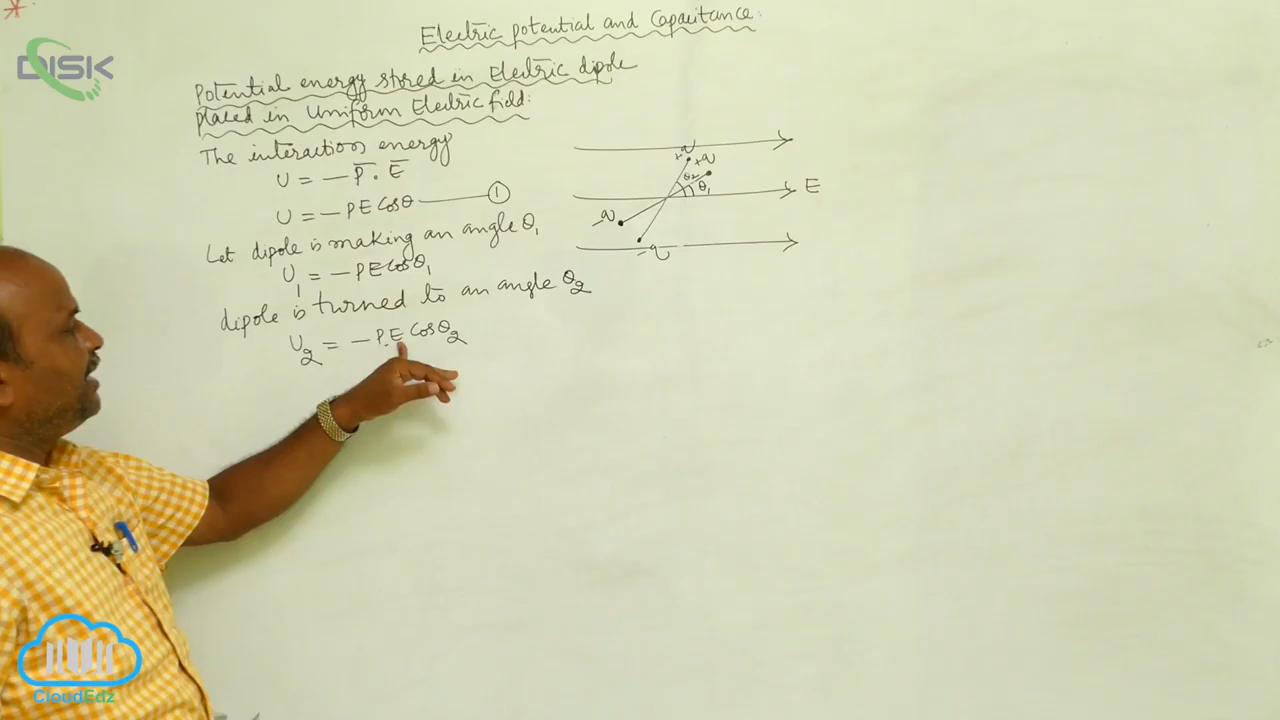 Electric potential and Capacitance:
DISK
Potential energy stored in Electric dipole
placed in Uniform Electric field:
The interaction energy
U = − P̅ . E̅
U = − PE Cosθ —— ①
Let dipole is making an angle θ₁
U₁ = − PE Cosθ₁
dipole is turned to an angle θ₂
U₂ = − P.E Cosθ₂
+q
+q
θ₂
θ₁
E
−q
−q
CloudEdz